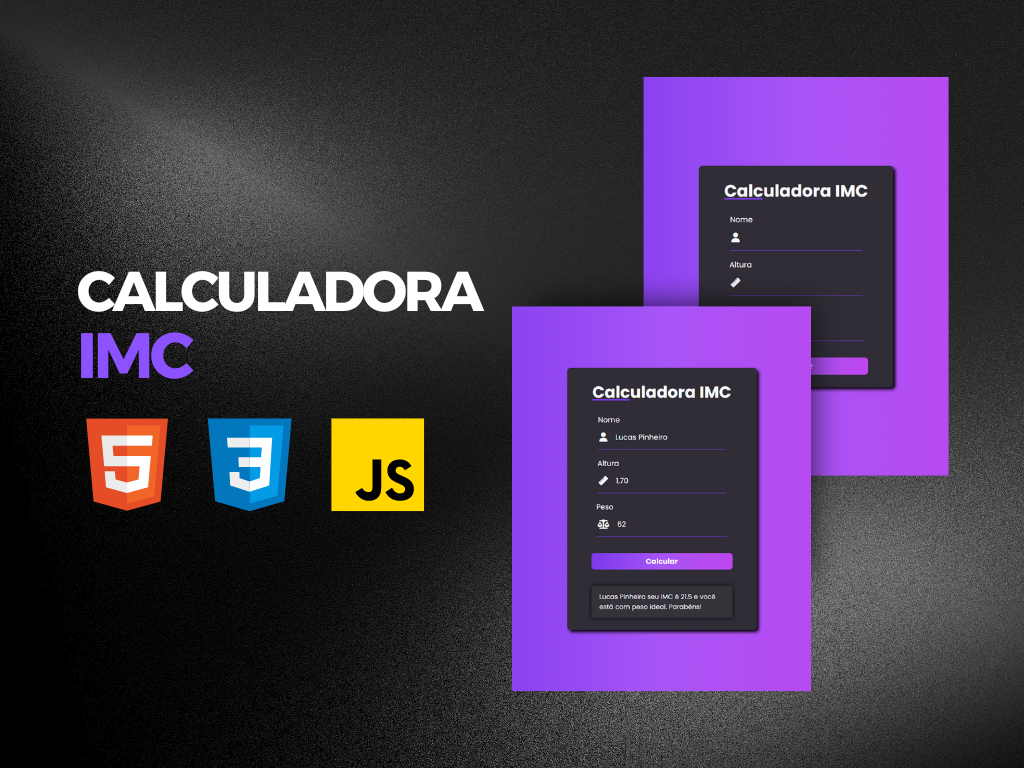 CALCULADORA
IMC
5
3
JS
Calculadora IMC
Nome
Altura
Calculadora IMC
Nome
Lucas Pinheiro
Altura
1.70
Peso
62
Calcular
Lucas Pinheiro seu IMC é 21.5 e você
está com peso ideal. Parabéns!